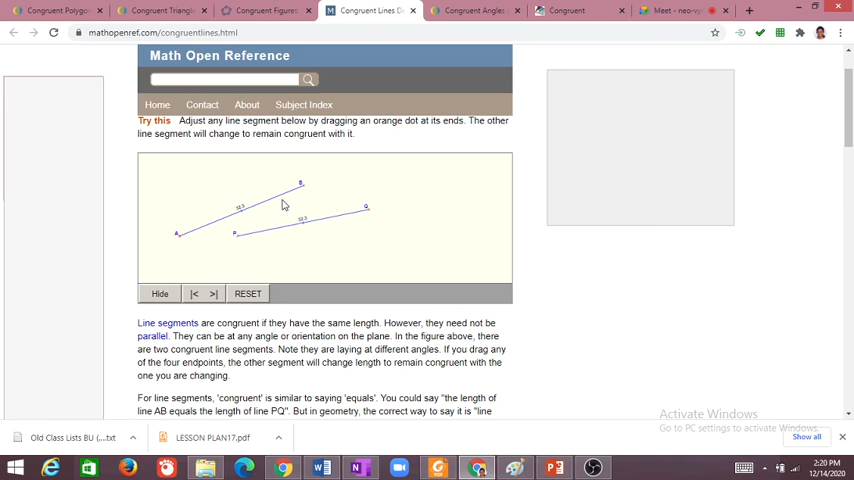 Congruent Polygo
Congruent Triangle
Congruent Figures
Congruent Lines De
Congruent Angles |
Congruent
Meet - neo-vy
mathopenref.com/congruentlines.html
Math Open Reference
Home Contact About Subject Index
Try this Adjust any line segment below by dragging an orange dot at its ends. The other
line segment will change to remain congruent with it.
B
Q
A
P
Hide |< >| RESET
Line segments are congruent if they have the same length. However, they need not be
parallel. They can be at any angle or orientation on the plane. In the figure above, there
are two congruent line segments. Note they are laying at different angles. If you drag any
of the four endpoints, the other segment will change length to remain congruent with the
one you are changing.
For line segments, 'congruent' is similar to saying 'equals'. You could say "the length of
line AB equals the length of line PQ". But in geometry, the correct way to say it is "line
Activate Windows
Go to PC settings to activate Windows.
Old Class Lists BU (....txt
LESSON PLAN17.pdf
Show all
2:20 PM
12/14/2020